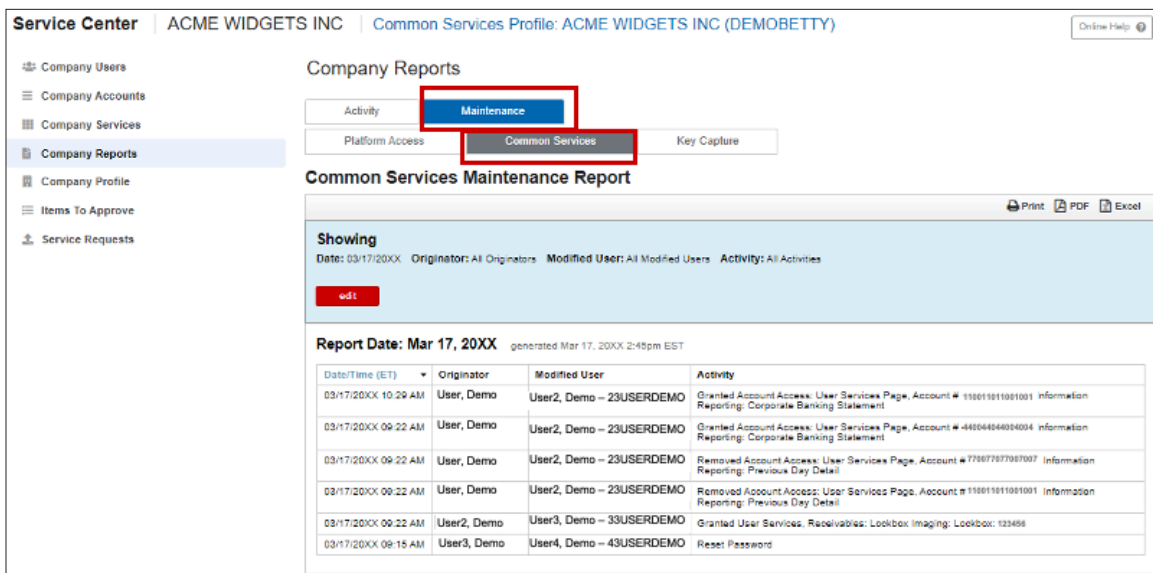 Service Center ACME WIDGETS INC Common Services Profile: ACME WIDGETS INC (DEMOBETTY) Online Help
Company Users
Company Accounts
Company Services
Company Reports
Company Profile
Items To Approve
Service Requests
Company Reports
Activity Maintenance
Platform Access Common Services Key Capture
Common Services Maintenance Report
Print PDF Excel
Showing
Date: 03/17/20XX Originator: All Originators Modified User: All Modified Users Activity: All Activities
edit
Report Date: Mar 17, 20XX generated Mar 17, 20XX 2:45pm EST
Date/Time (ET) Originator Modified User Activity
03/17/20XX 10:29 AM User, Demo User2, Demo – 23USERDEMO Granted Account Access: User Services Page, Account # 110011011001001 Information
Reporting: Corporate Banking Statement
03/17/20XX 09:22 AM User, Demo User2, Demo – 23USERDEMO Granted Account Access: User Services Page, Account # 440044044004004 Information
Reporting: Corporate Banking Statement
03/17/20XX 09:22 AM User, Demo User2, Demo – 23USERDEMO Removed Account Access: User Services Page, Account # 770077077007007 Information
Reporting: Previous Day Detail
03/17/20XX 09:22 AM User, Demo User2, Demo – 23USERDEMO Removed Account Access: User Services Page, Account # 110011011001001 Information
Reporting: Previous Day Detail
03/17/20XX 09:22 AM User2, Demo User3, Demo – 33USERDEMO Granted User Services, Receivables: Lockbox Imaging: Lockbox: 123456
03/17/20XX 09:15 AM User3, Demo User4, Demo – 43USERDEMO Reset Password